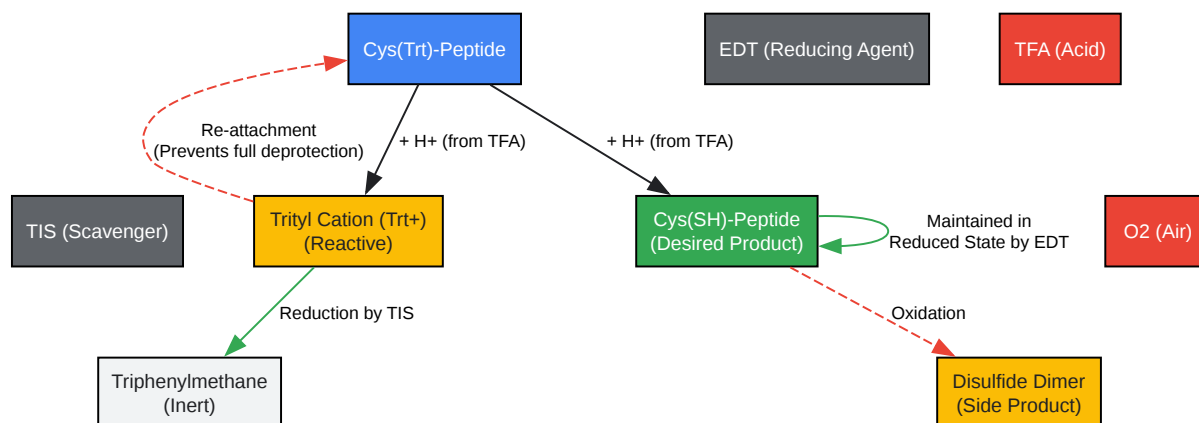 Cys(Trt)-Peptide
EDT (Reducing Agent)
TFA (Acid)
Re-attachment
(Prevents full deprotection)
+ H+ (from TFA)
+ H+ (from TFA)
TIS (Scavenger)
Trityl Cation (Trt+)
(Reactive)
Cys(SH)-Peptide
(Desired Product)
Maintained in
Reduced State by EDT
O2 (Air)
Reduction by TIS
Oxidation
Triphenylmethane
(Inert)
Disulfide Dimer
(Side Product)